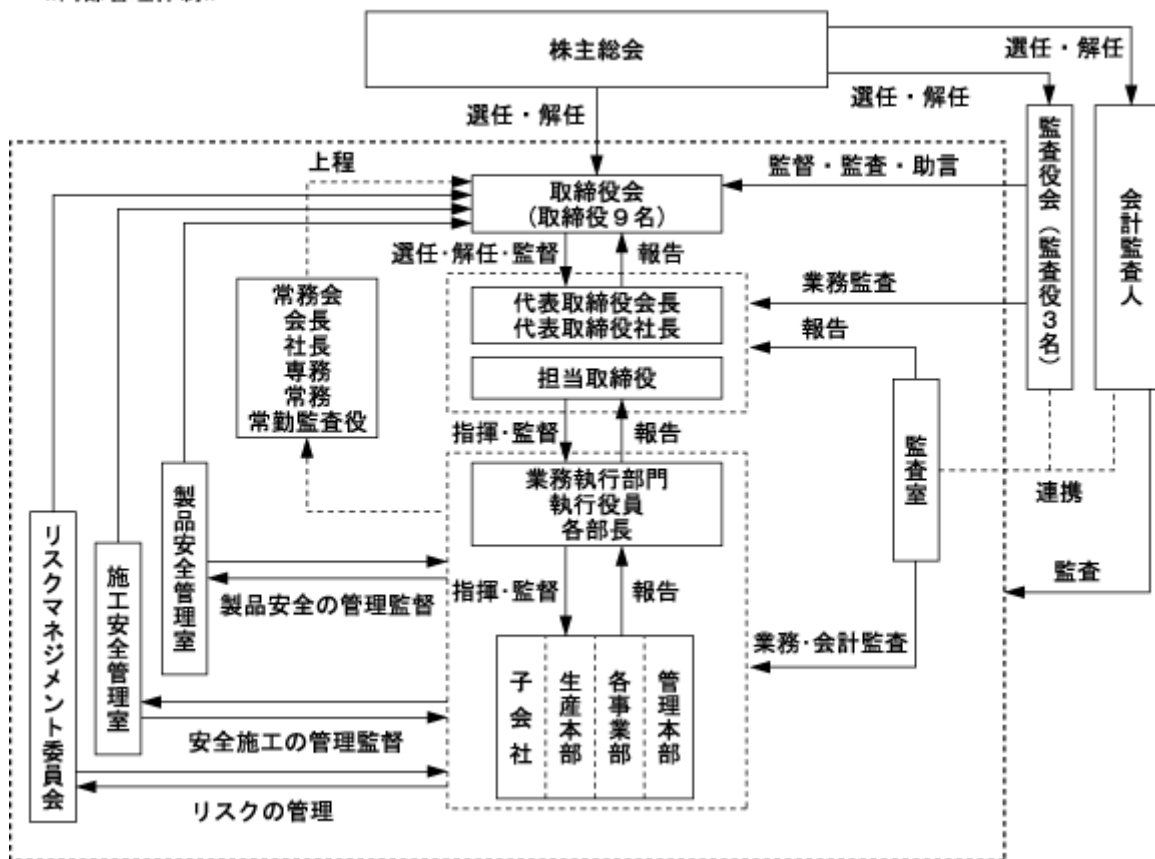 株主総会
選任・解任
選任・解任
選任・解任
監査役会（監査役３名）
会計監査人
上程
監督・監査・助言
取締役会
（取締役９名）
選任・解任・監督
報告
常務会
会長
社長
専務
常務
常勤監査役
代表取締役会長
代表取締役社長
業務監査
報告
担当取締役
指揮・監督
報告
監査室
連携
業務執行部門
執行役員
各部長
製品安全管理室
施工安全管理室
リスクマネジメント委員会
製品安全の管理監督
指揮・監督
報告
監査
業務・会計監査
子会社
生産本部
各事業部
管理本部
安全施工の管理監督
リスクの管理